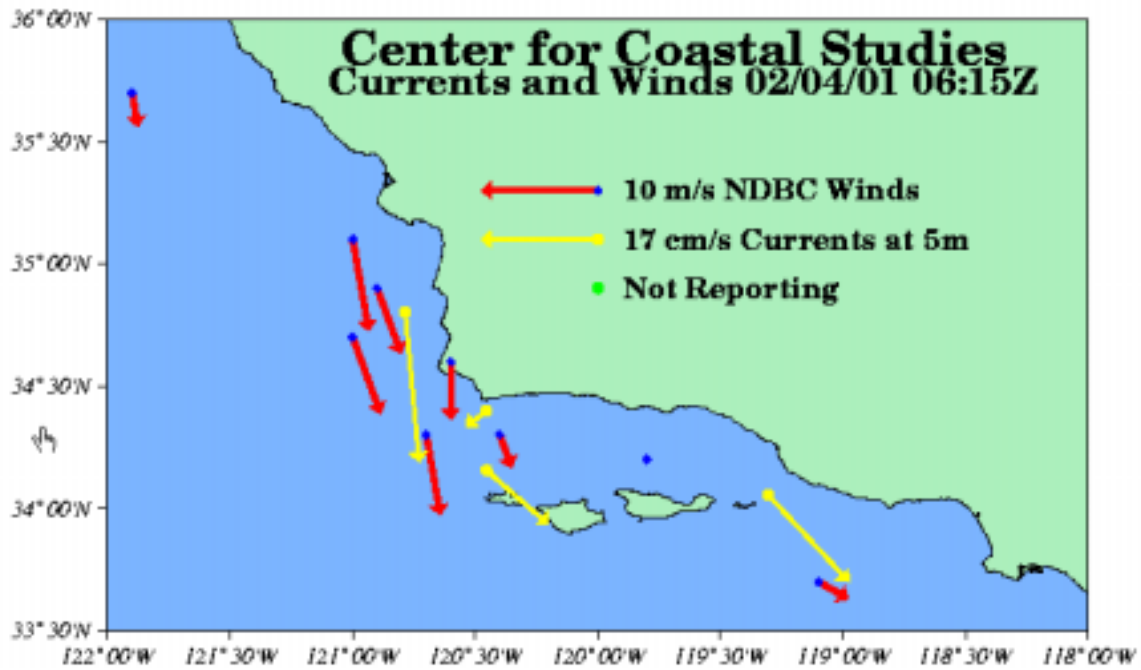 36°00'N
Center for Coastal Studies
Currents and Winds 02/04/01 06:15Z
35°30'N
10 m/s NDBC Winds
17 cm/s Currents at 5m
35°00'N
Not Reporting
34°30'N
34°00'N
33°30'N
122°00'W 121°30'W 121°00'W 120°30'W 120°00'W 119°30'W 119°00'W 118°30'W 118°00'W